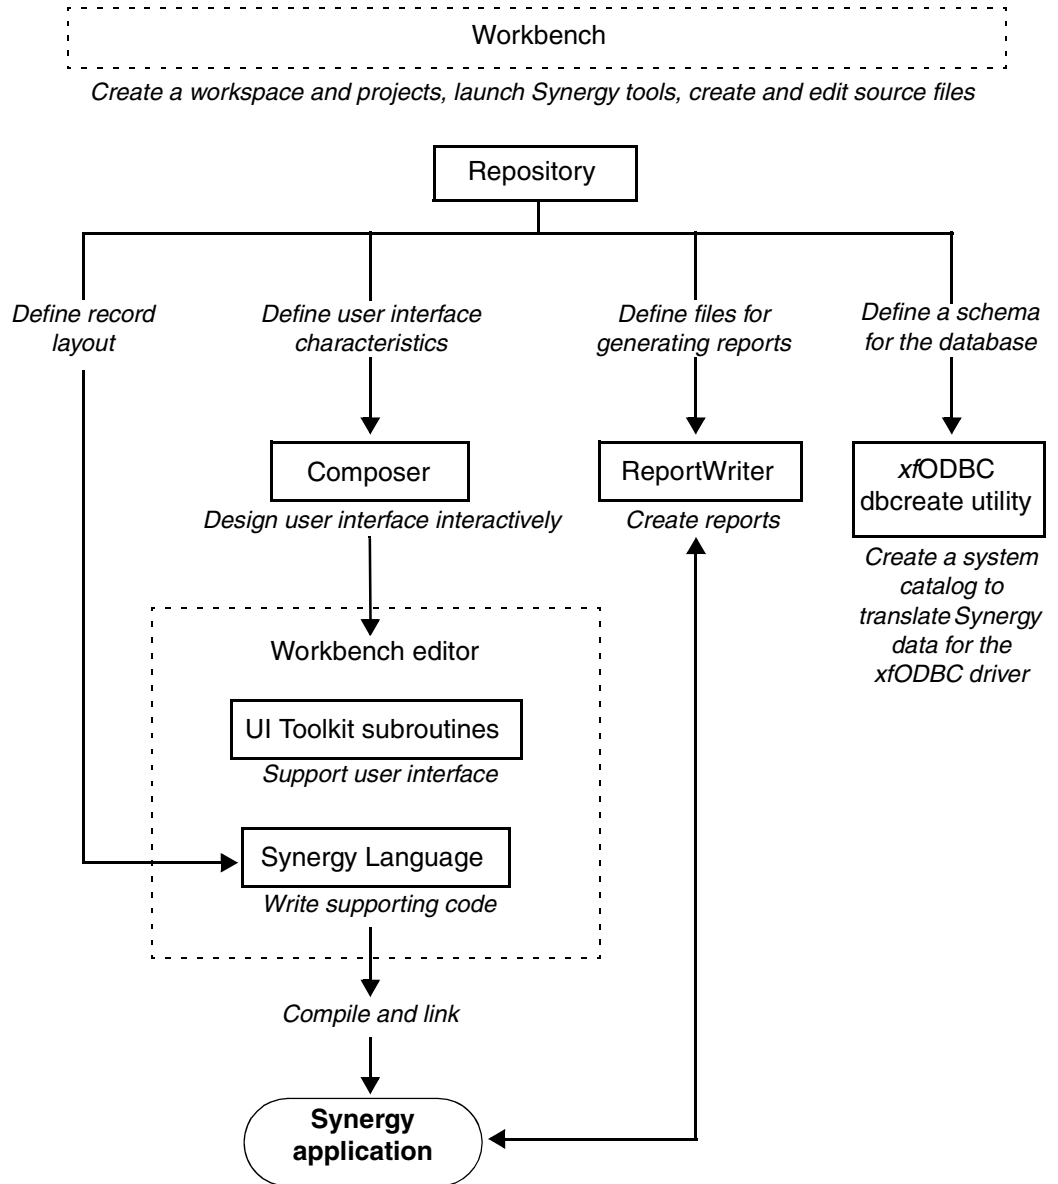 Workbench
Create a workspace and projects, launch Synergy tools, create and edit source files
Repository
Define record
layout
Define user interface
characteristics
Define files for
generating reports
Define a schema
for the database
Composer
Design user interface interactively
ReportWriter
Create reports
xfODBC
dbcreate utility
Create a system
catalog to
translate Synergy
data for the
xfODBC driver
Workbench editor
UI Toolkit subroutines
Support user interface
Synergy Language
Write supporting code
Compile and link
Synergy
application